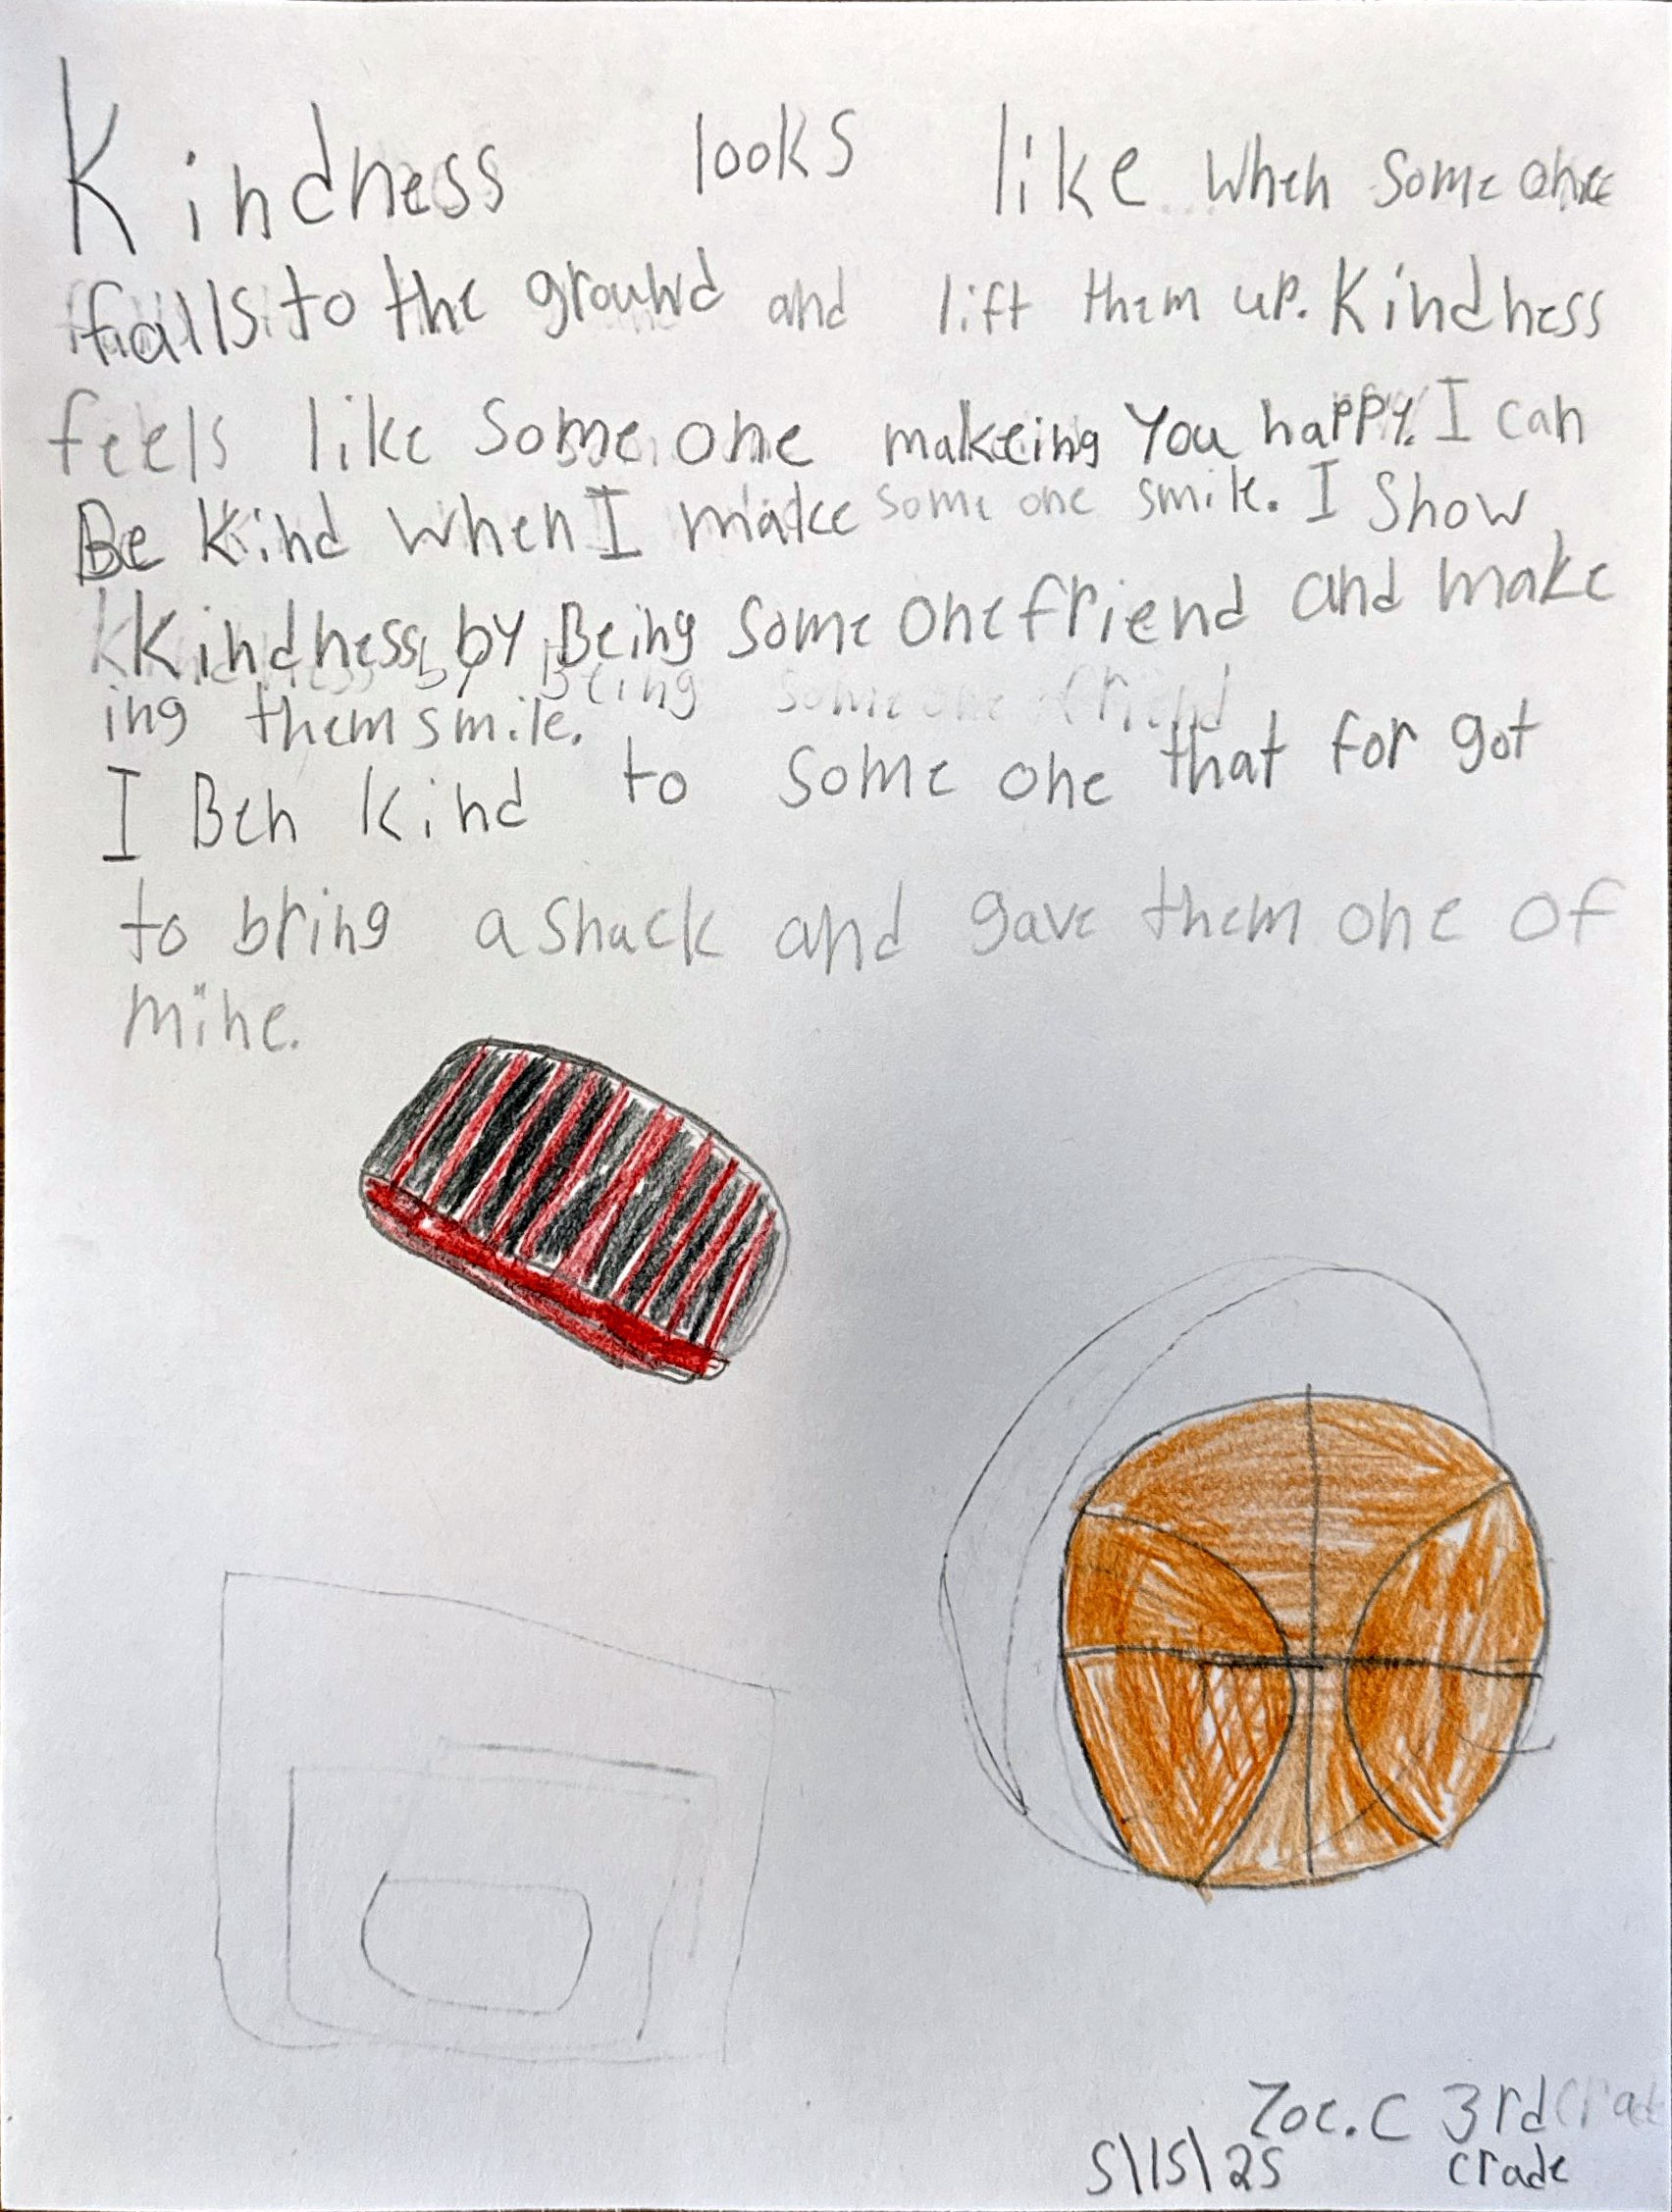 Kindness looks like when some one
falls to the ground and lift them up. Kindness
feels like some one makeing you happy. I can
Be kind when I make some one smile. I show
Kindness by Being some one friend and make
ing them smile.
I Ben kind to some one that for got
to bring a snack and gave them one of
mine.
Zoe.C 3rd
5\15\25 crade